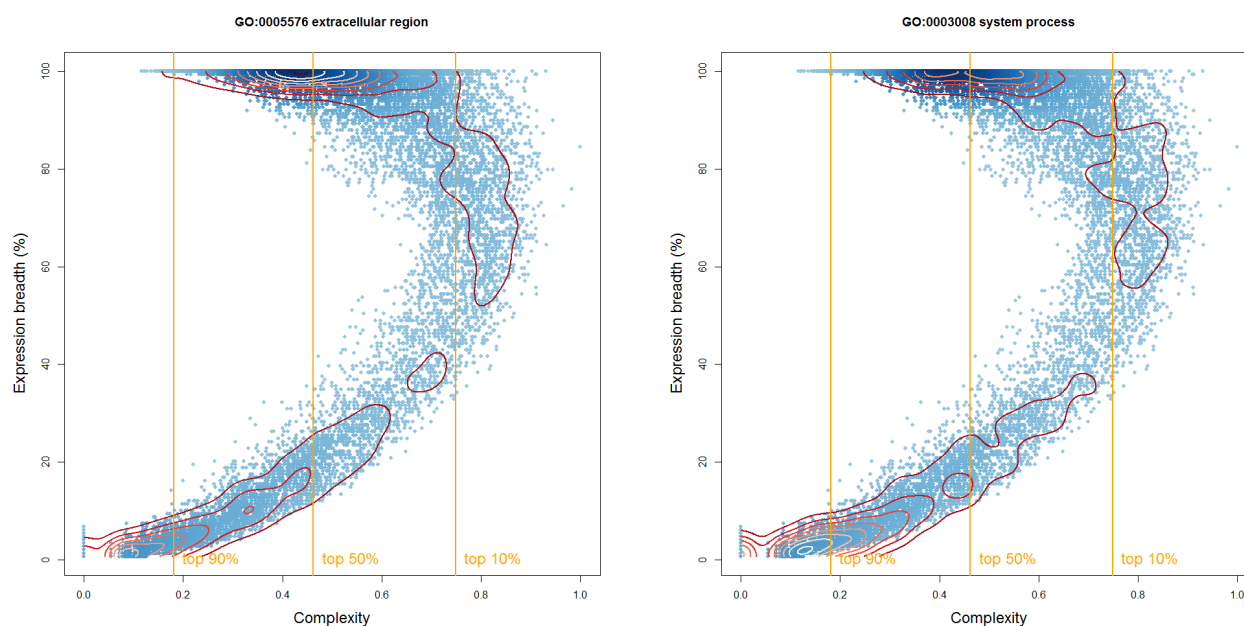 GO:0005576 extracellular region
Expression breadth (%)
100
80
60
40
20
0
top 90%
top 50%
top 10%
0.0 0.2 0.4 0.6 0.8 1.0
Complexity
GO:0003008 system process
Expression breadth (%)
100
80
60
40
20
0
top 90%
top 50%
top 10%
0.0 0.2 0.4 0.6 0.8 1.0
Complexity